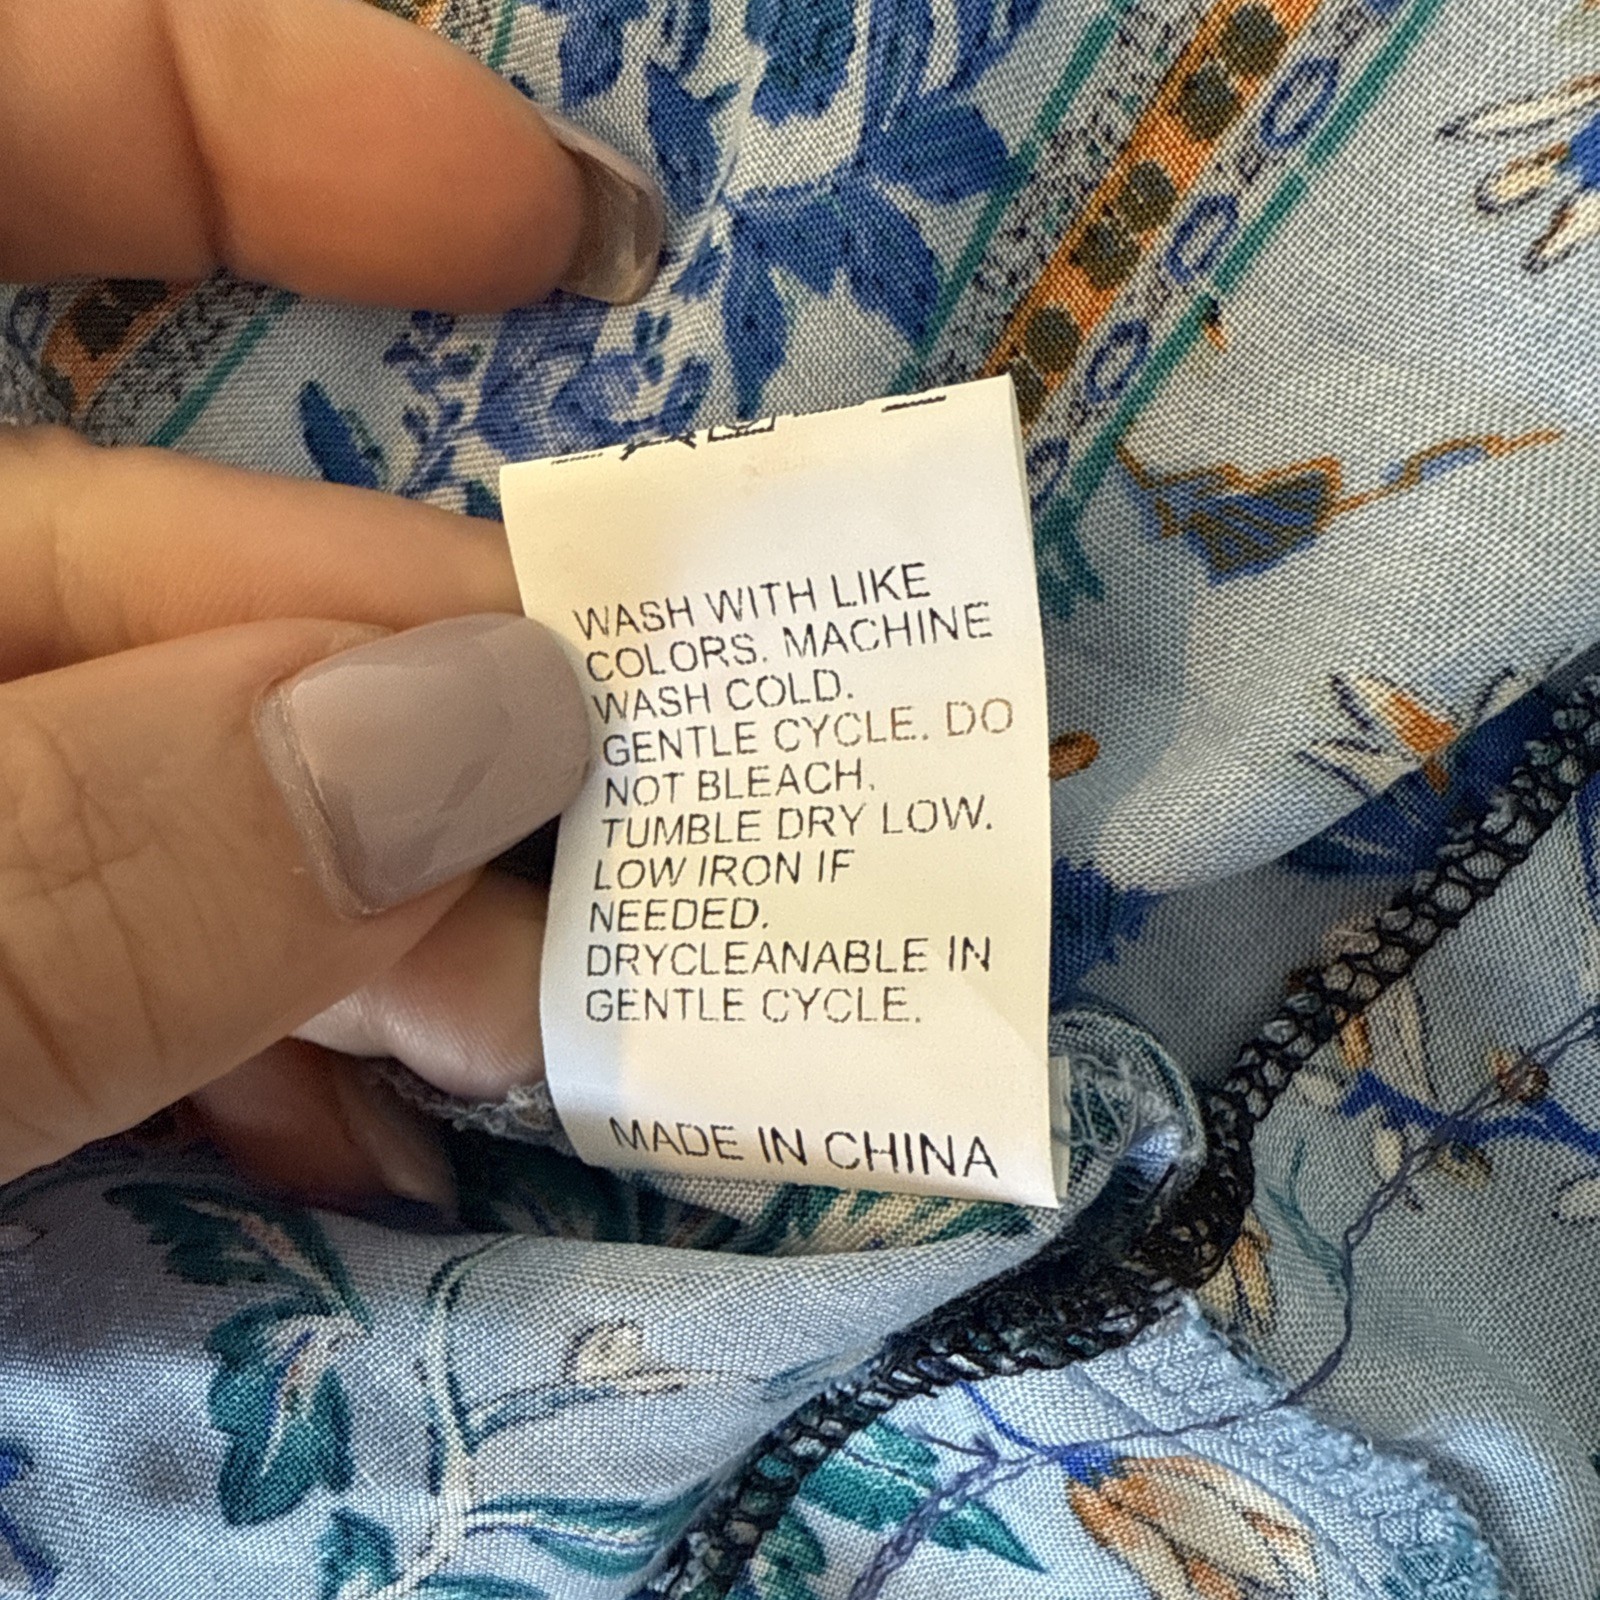 WASH WITH LIKE
COLORS. MACHINE
WASH COLD.
GENTLE CYCLE. DO
NOT BLEACH.
TUMBLE DRY LOW.
LOW IRON IF
NEEDED.
DRYCLEANABLE IN
GENTLE CYCLE.
MADE IN CHINA